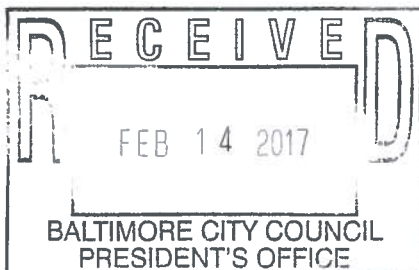 RECEIVED
FEB 14 2017
BALTIMORE CITY COUNCIL
PRESIDENT'S OFFICE